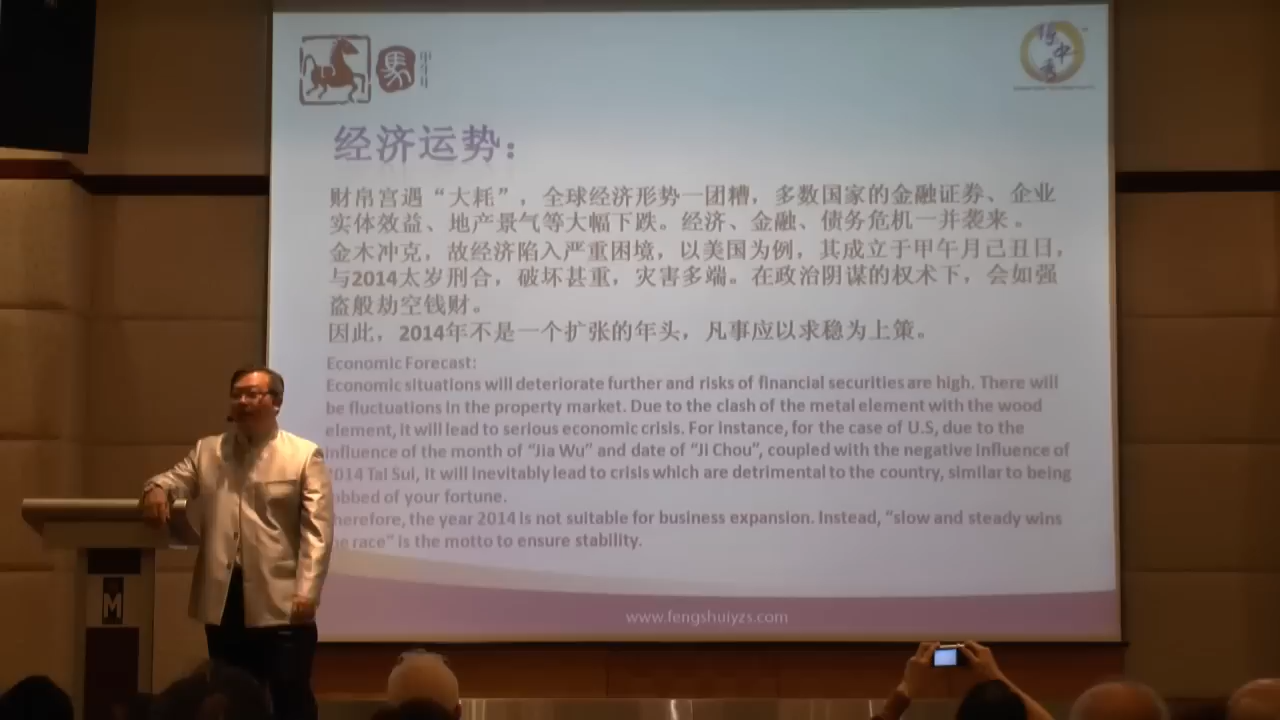 馬
经济运势：
财帛宫遇“大耗”，全球经济形势一团糟，多数国家的金融证券、企业
实体效益、地产景气等大幅下跌。经济、金融、债务危机一并袭来。
金木冲克，故经济陷入严重困境，以美国为例，其成立于甲午月己丑日，
与2014太岁刑合，破坏甚重，灾害多端。在政治阴谋的权术下，会如强
盗般劫空钱财。
因此，2014年不是一个扩张的年头，凡事应以求稳为上策。
Economic Forecast:
Economic situations will deteriorate further and risks of financial securities are high. There will
be fluctuations in the property market. Due to the clash of the metal element with the wood
element, it will lead to serious economic crisis. For instance, for the case of U.S, due to the
influence of the month of “Jia Wu” and date of “Ji Chou”, coupled with the negative influence of
014 Tai Sui, it will inevitably lead to crisis which are detrimental to the country, similar to being
obbed of your fortune.
herefore, the year 2014 is not suitable for business expansion. Instead, “slow and steady wins
e race” is the motto to ensure stability.
www.fengshuiyzs.com
M